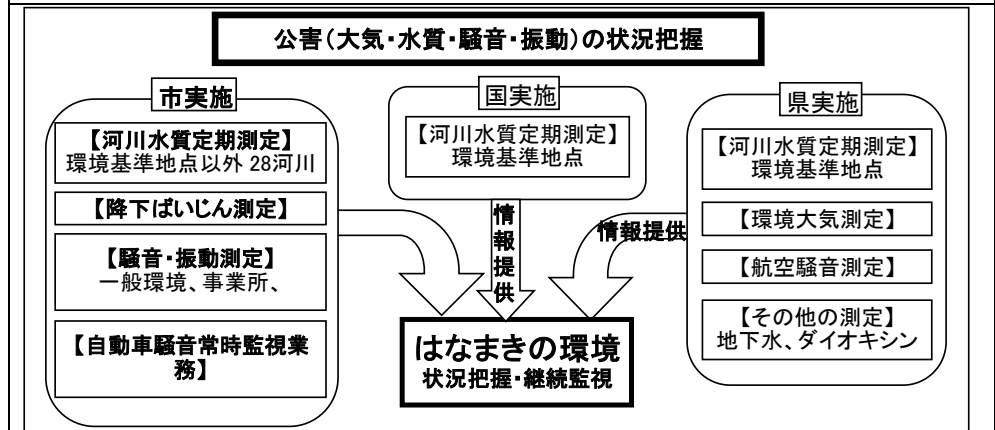 公害(大気・水質・騒音・振動)の状況把握
市実施
【河川水質定期測定】
環境基準地点以外 28河川
【降下ばいじん測定】
【騒音・振動測定】
一般環境、事業所、
【自動車騒音常時監視業
務】
国実施
【河川水質定期測定】
環境基準地点
情報提供
県実施
【河川水質定期測定】
環境基準地点
【環境大気測定】
【航空騒音測定】
【その他の測定】
地下水、ダイオキシン
情報提供
はなまきの環境
状況把握・継続監視